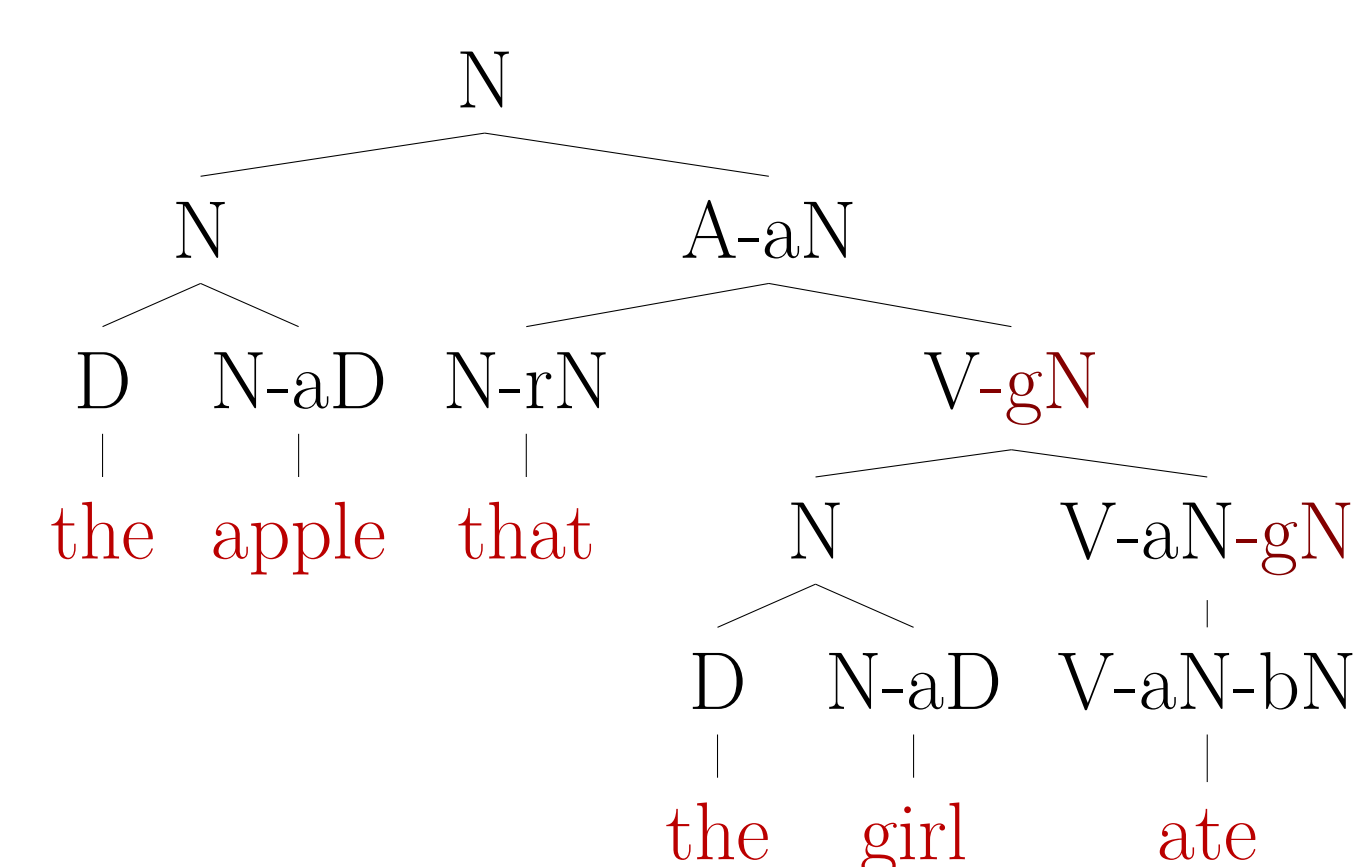 N
N A-aN
D N-aD N-rN V-gN
the apple that N V-aN-gN
D N-aD V-aN-bN
the girl ate